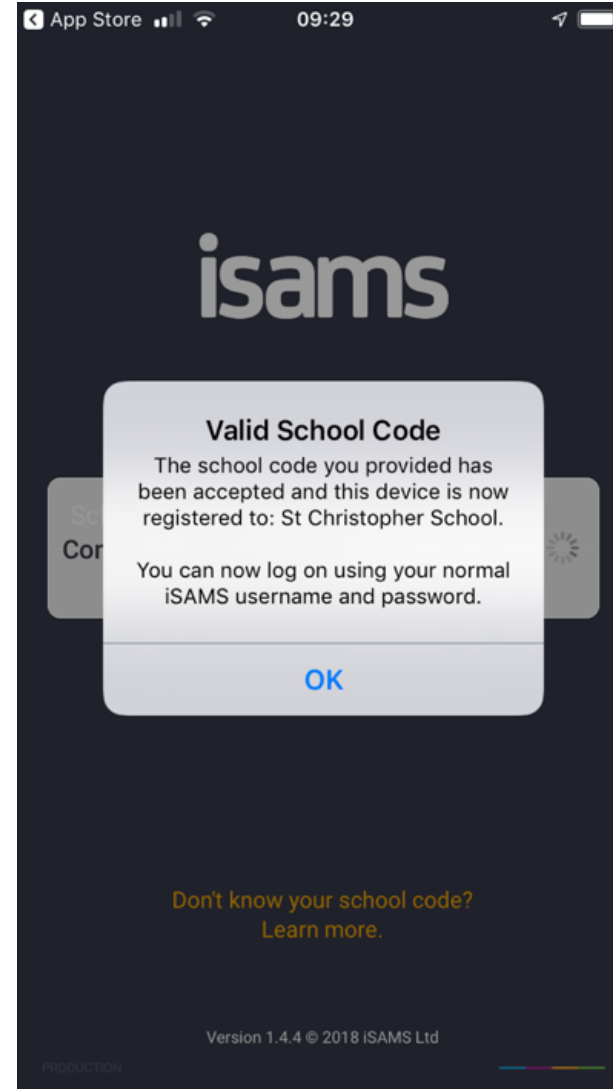 App Store 09:29
isams
Valid School Code
The school code you provided has
been accepted and this device is now
registered to: St Christopher School.
You can now log on using your normal
iSAMS username and password.
OK
Don't know your school code?
Learn more.
Version 1.4.4 © 2018 iSAMS Ltd
PRODUCTION